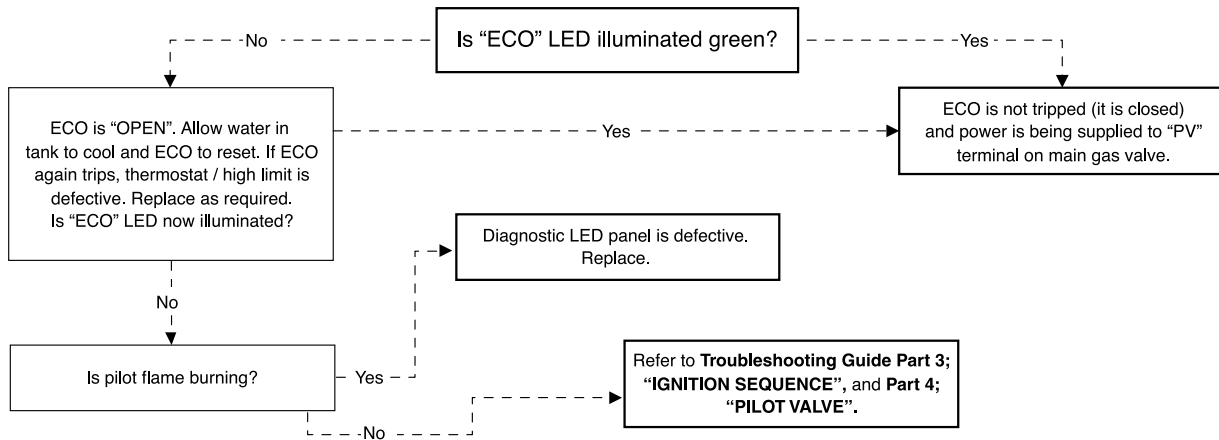 Is “ECO” LED illuminated green?
No
Yes
ECO is “OPEN”. Allow water in
tank to cool and ECO to reset. If ECO
again trips, thermostat / high limit is
defective. Replace as required.
Is “ECO” LED now illuminated?
Yes
ECO is not tripped (it is closed)
and power is being supplied to “PV”
terminal on main gas valve.
No
Diagnostic LED panel is defective.
Replace.
Is pilot flame burning?
Yes
No
Refer to Troubleshooting Guide Part 3;
“IGNITION SEQUENCE”, and Part 4;
“PILOT VALVE”.